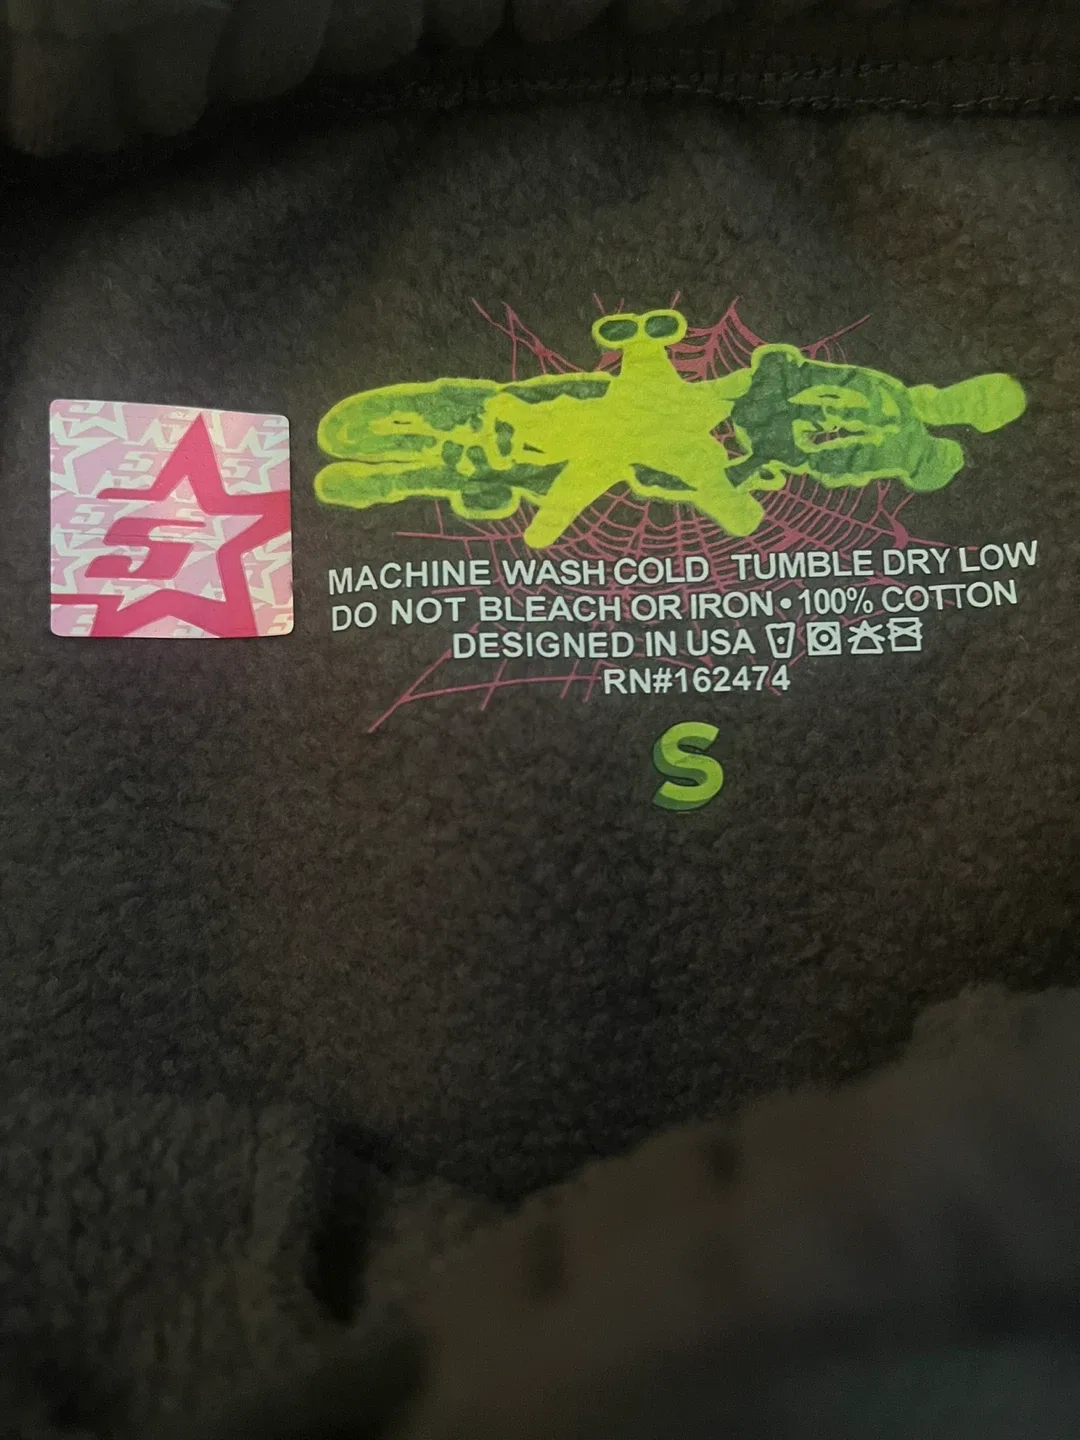 MACHINE WASH COLD TUMBLE DRY LOW
DO NOT BLEACH OR IRON • 100% COTTON
DESIGNED IN USA
RN#162474
S